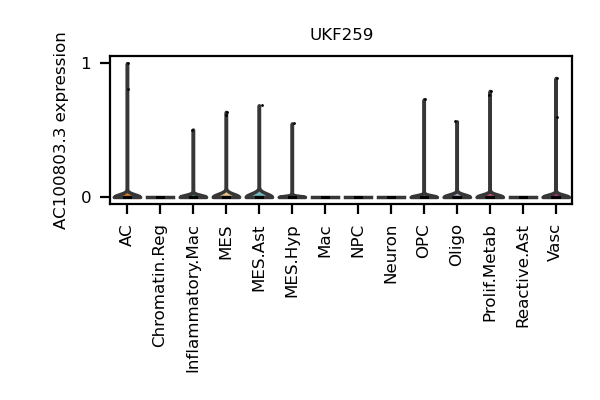 UKF259
AC100803.3 expression
1
0
AC
Chromatin.Reg
Inflammatory.Mac
MES
MES.Ast
MES.Hyp
Mac
NPC
Neuron
OPC
Oligo
Prolif.Metab
Reactive.Ast
Vasc